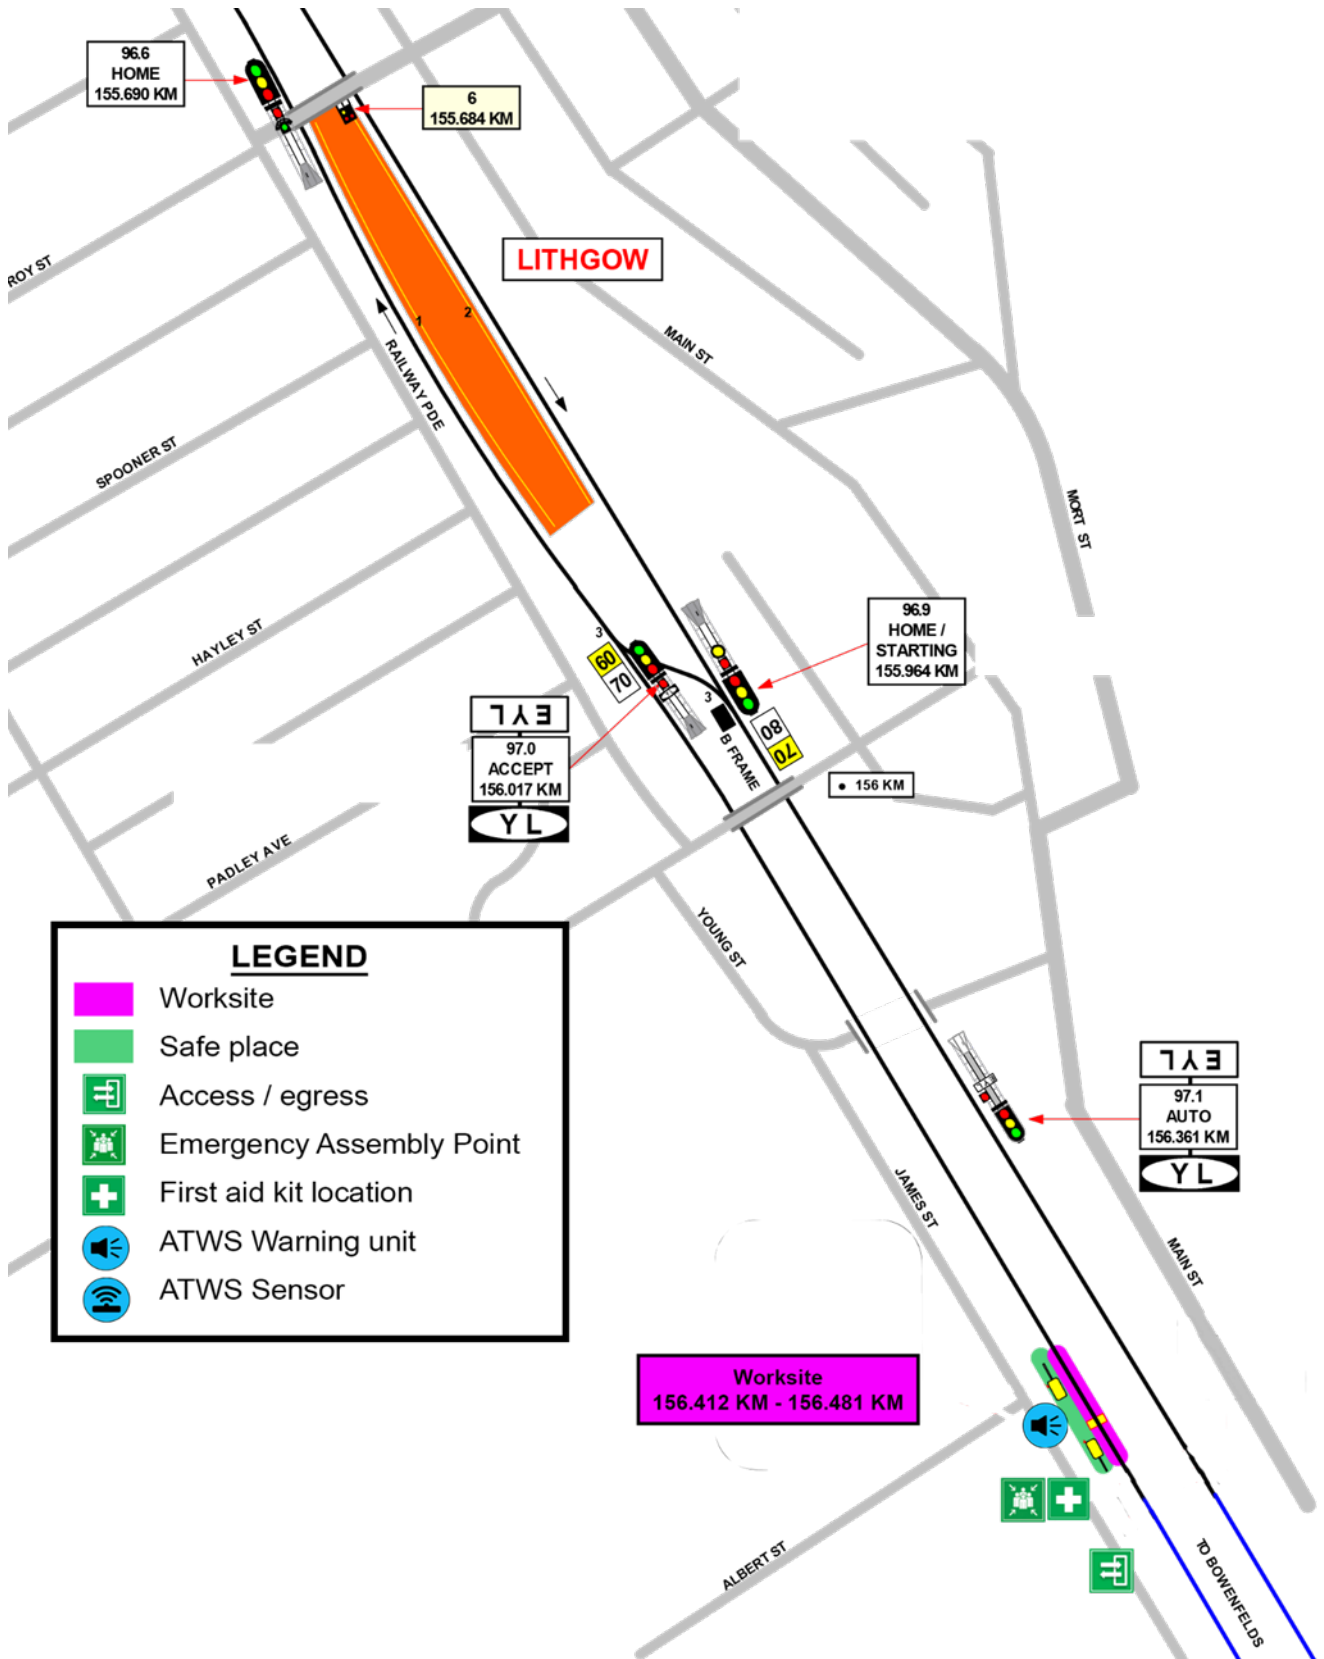 96.6
HOME
155.690 KM
6
155.684 KM
ROY ST
LITHGOW
1
2
RAILWAY PDE
MAIN ST
SPOONER ST
MORT ST
HAYLEY ST
3
60
70
96.9
HOME /
STARTING
155.964 KM
3
80
70
B FRAME
EYL
97.0
ACCEPT
156.017 KM
YL
156 KM
PADLEY AVE
YOUNG ST
LEGEND
Worksite
Safe place
Access / egress
Emergency Assembly Point
First aid kit location
ATWS Warning unit
ATWS Sensor
EYL
97.1
AUTO
156.361 KM
YL
JAMES ST
MAIN ST
Worksite
156.412 KM - 156.481 KM
ALBERT ST
TO BOWENFELDS